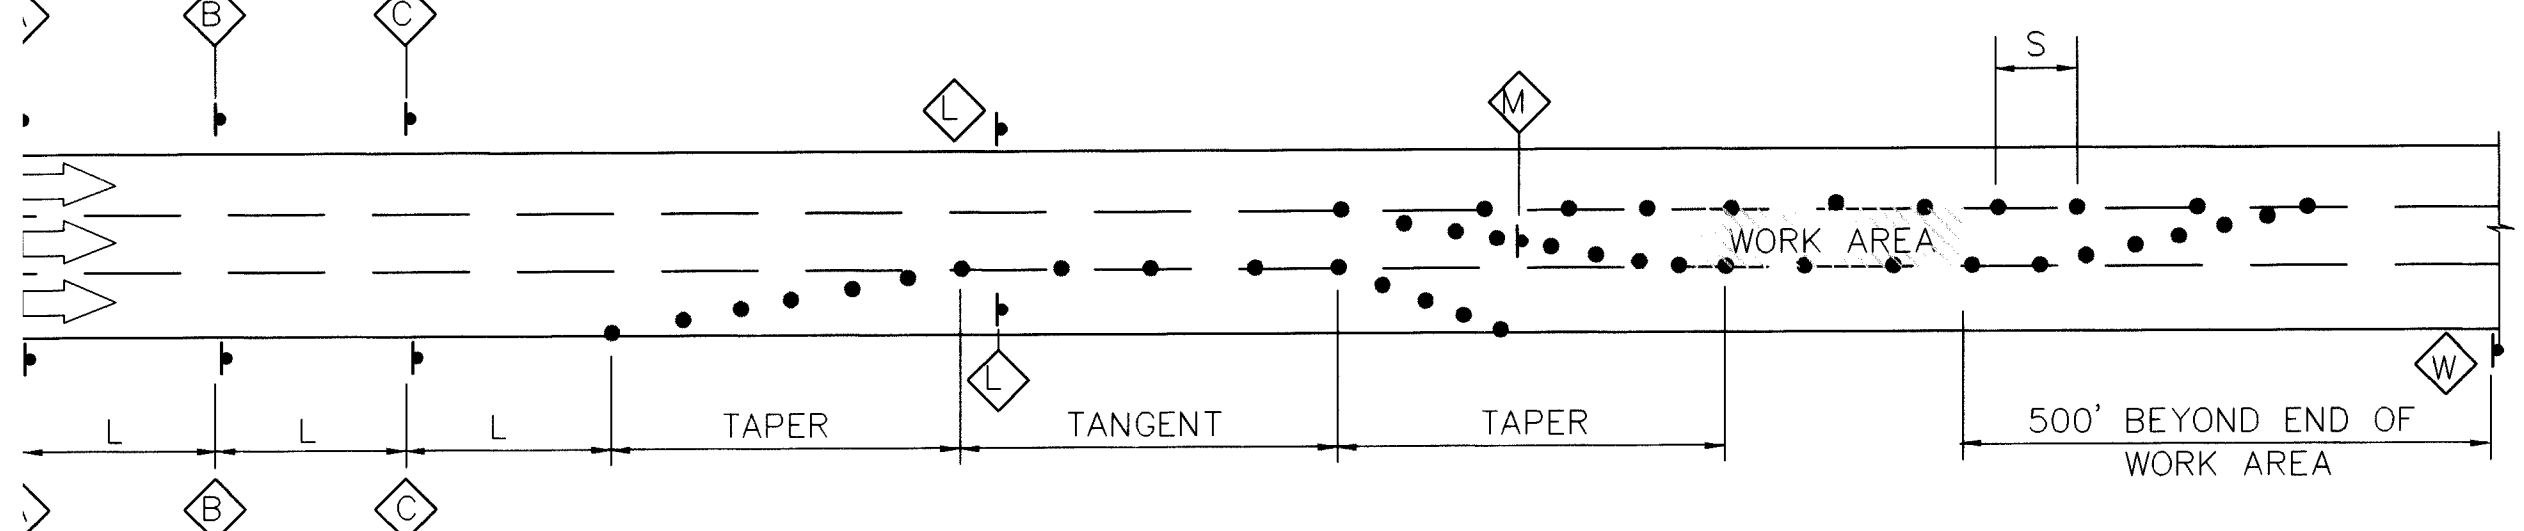 B
C
S
L
M
WORK AREA
L
W
L
L
L
TAPER
TANGENT
TAPER
500' BEYOND END OF
WORK AREA
B
C